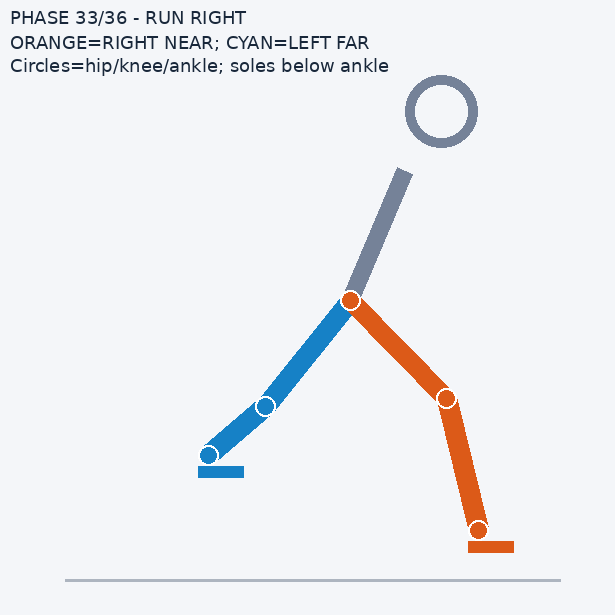 PHASE 33/36 - RUN RIGHT
ORANGE=RIGHT NEAR; CYAN=LEFT FAR
Circles=hip/knee/ankle; soles below ankle